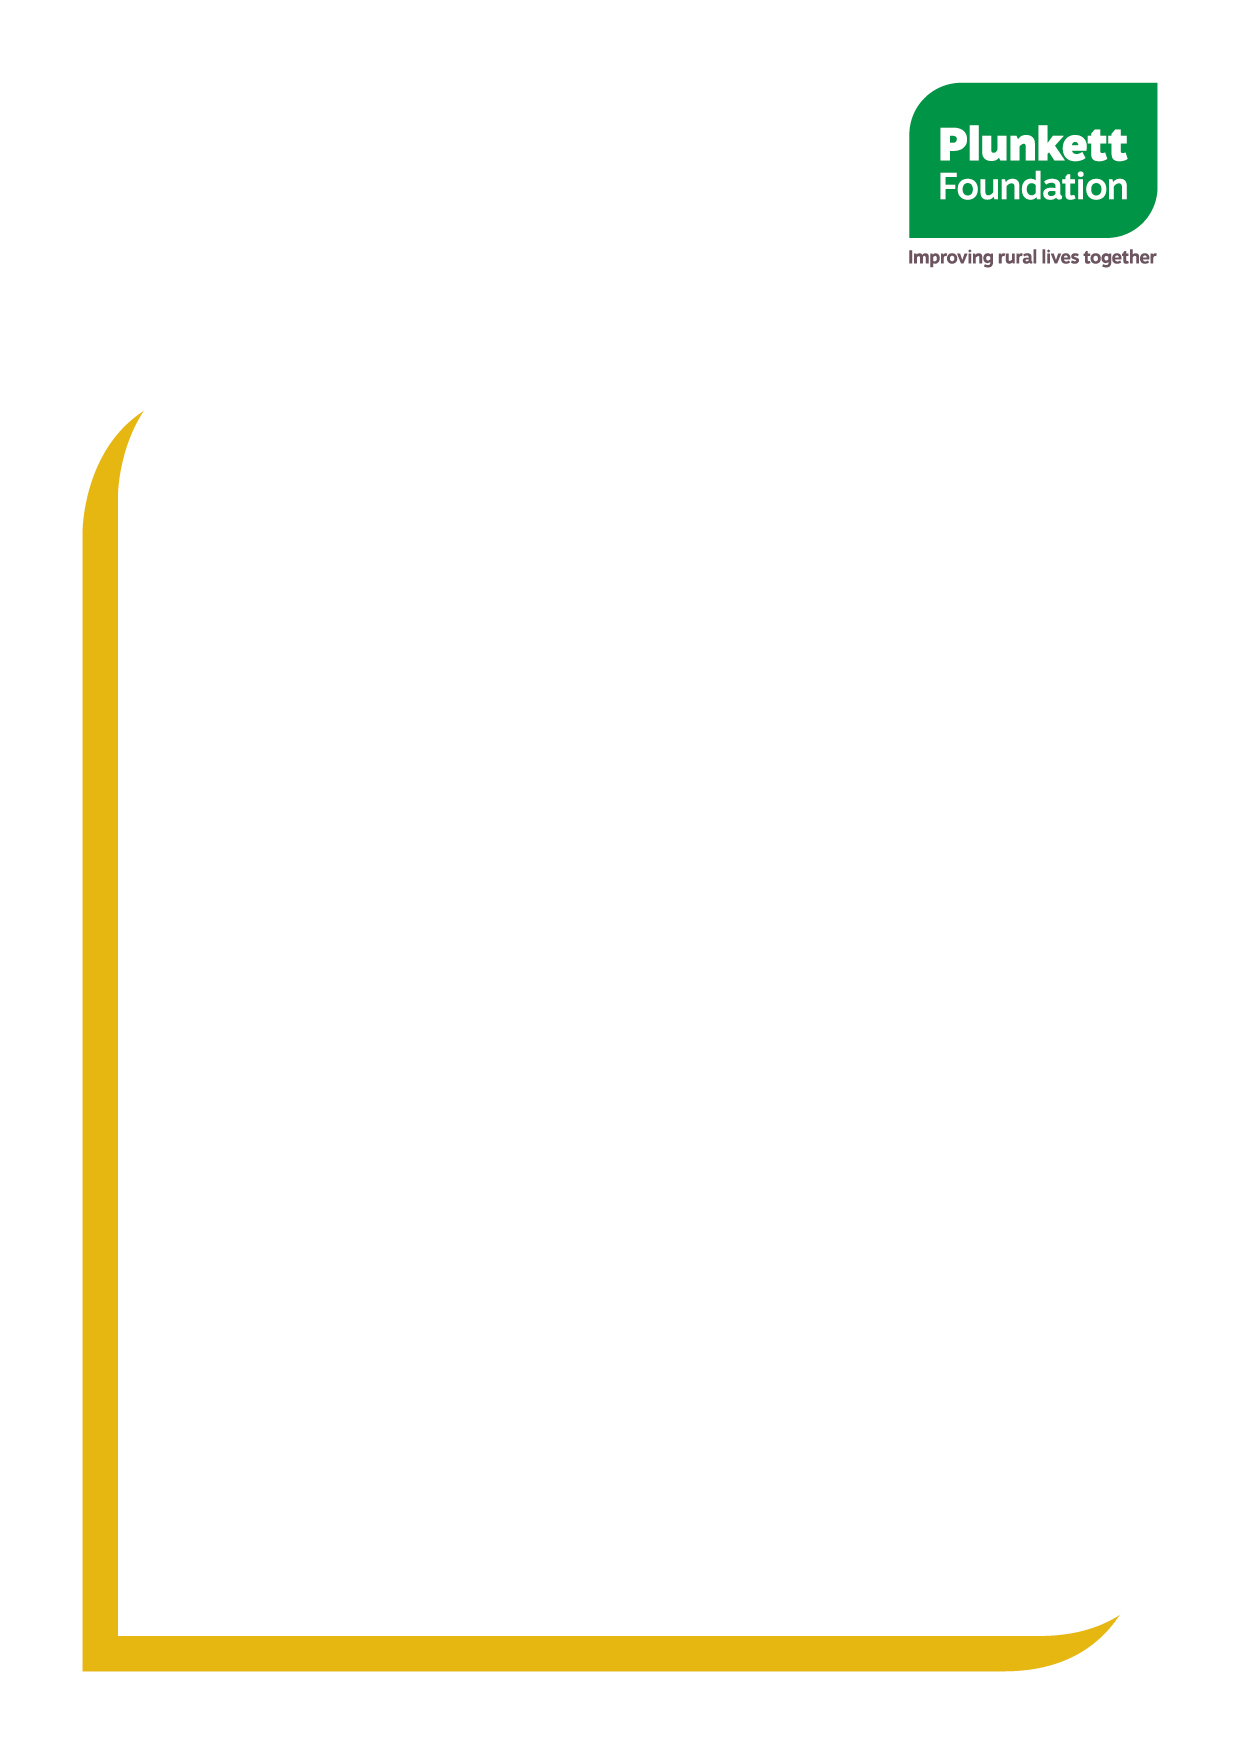 Plunkett
Foundation
Improving rural lives together